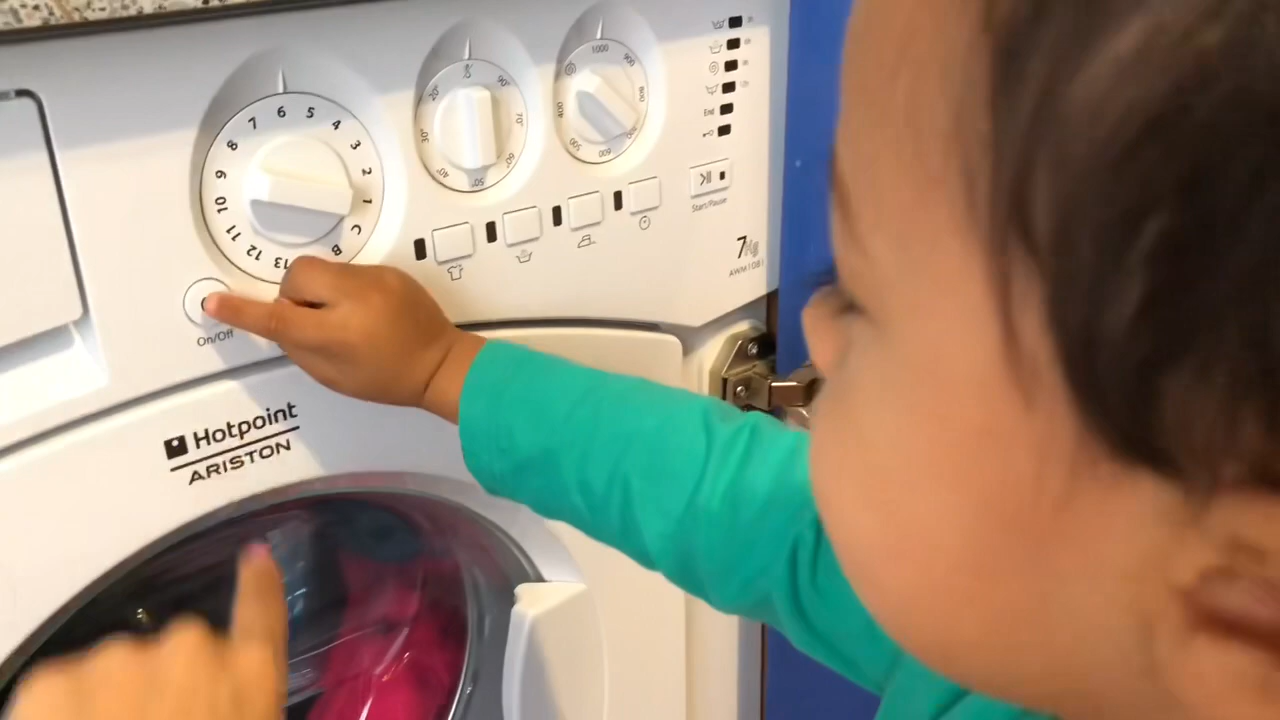 6
5
4
3
2
1
C
B
13
12
11
10
9
8
7
90°
70°
60°
50°
40°
30°
20°
1000
900
800
600
500
400
End
Start/Pause
7Kg
AWM1081
On/Off
Hotpoint
ARISTON